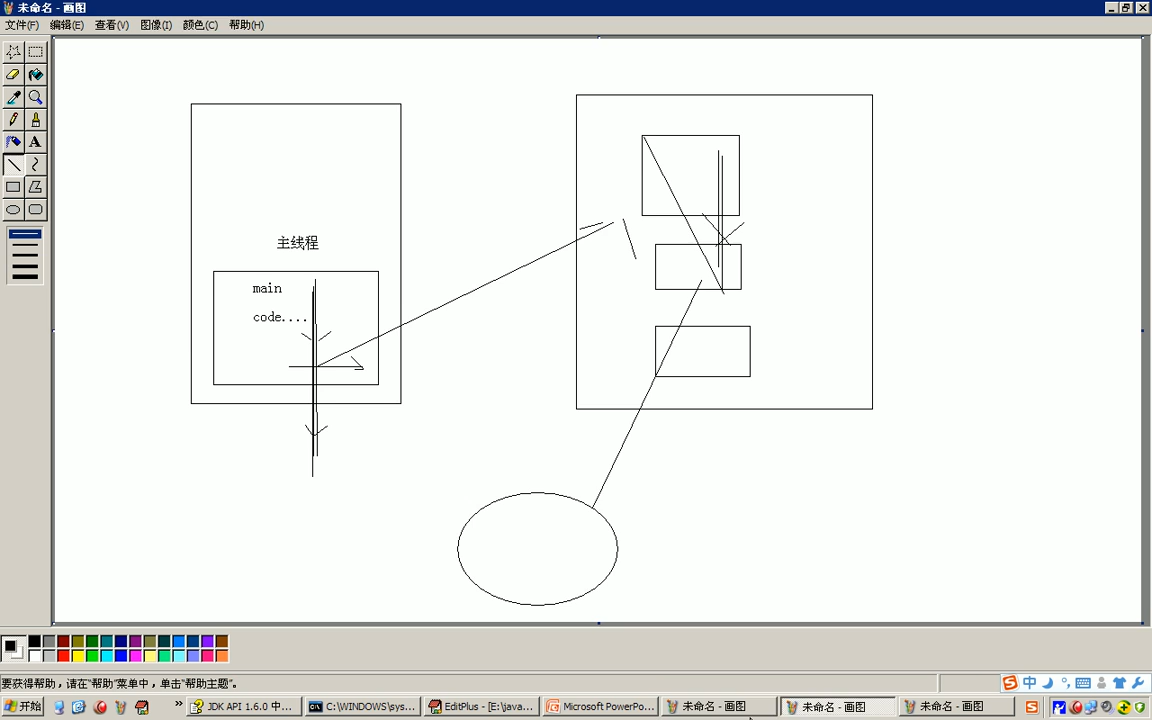 未命名 - 画图
文件(F) 编辑(E) 查看(V) 图像(I) 颜色(C) 帮助(H)
主线程
main
code....
要获得帮助，请在“帮助”菜单中，单击“帮助主题”。
中
开始 » JDK API 1.6.0 中... C:\WINDOWS\sys... EditPlus - [E:\java... Microsoft PowerPo... 未命名 - 画图 未命名 - 画图 未命名 - 画图